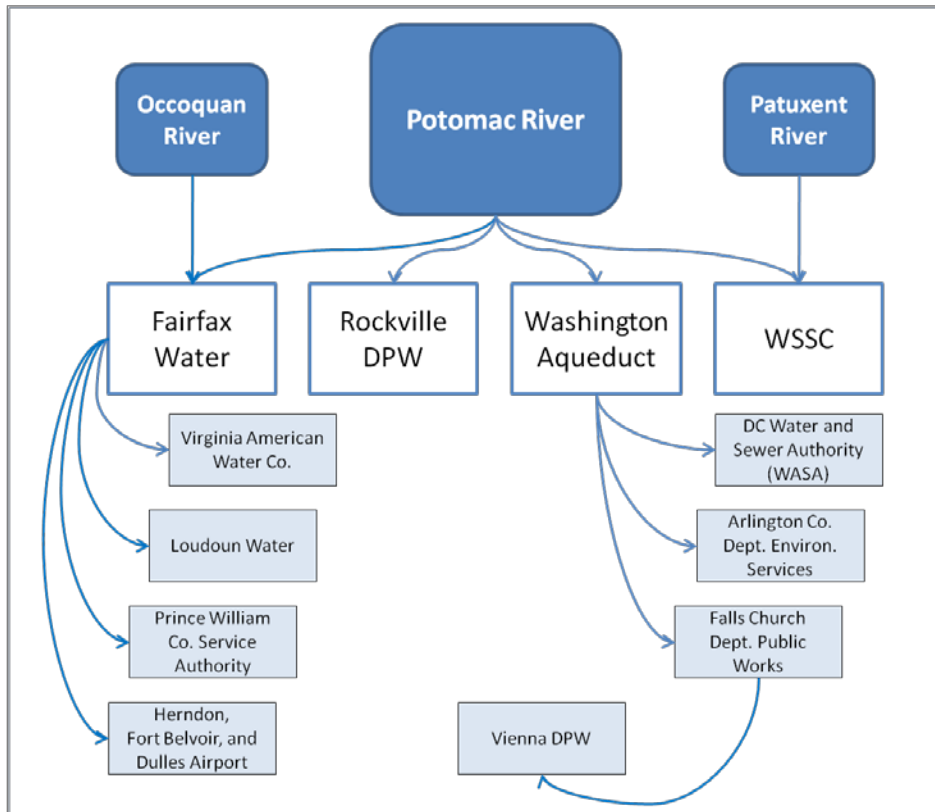 Occoquan
River
Potomac River
Patuxent
River
Fairfax
Water
Rockville
DPW
Washington
Aqueduct
WSSC
Virginia American
Water Co.
Loudoun Water
Prince William
Co. Service
Authority
Herndon,
Fort Belvoir, and
Dulles Airport
DC Water and
Sewer Authority
(WASA)
Arlington Co.
Dept. Environ.
Services
Falls Church
Dept. Public
Works
Vienna DPW